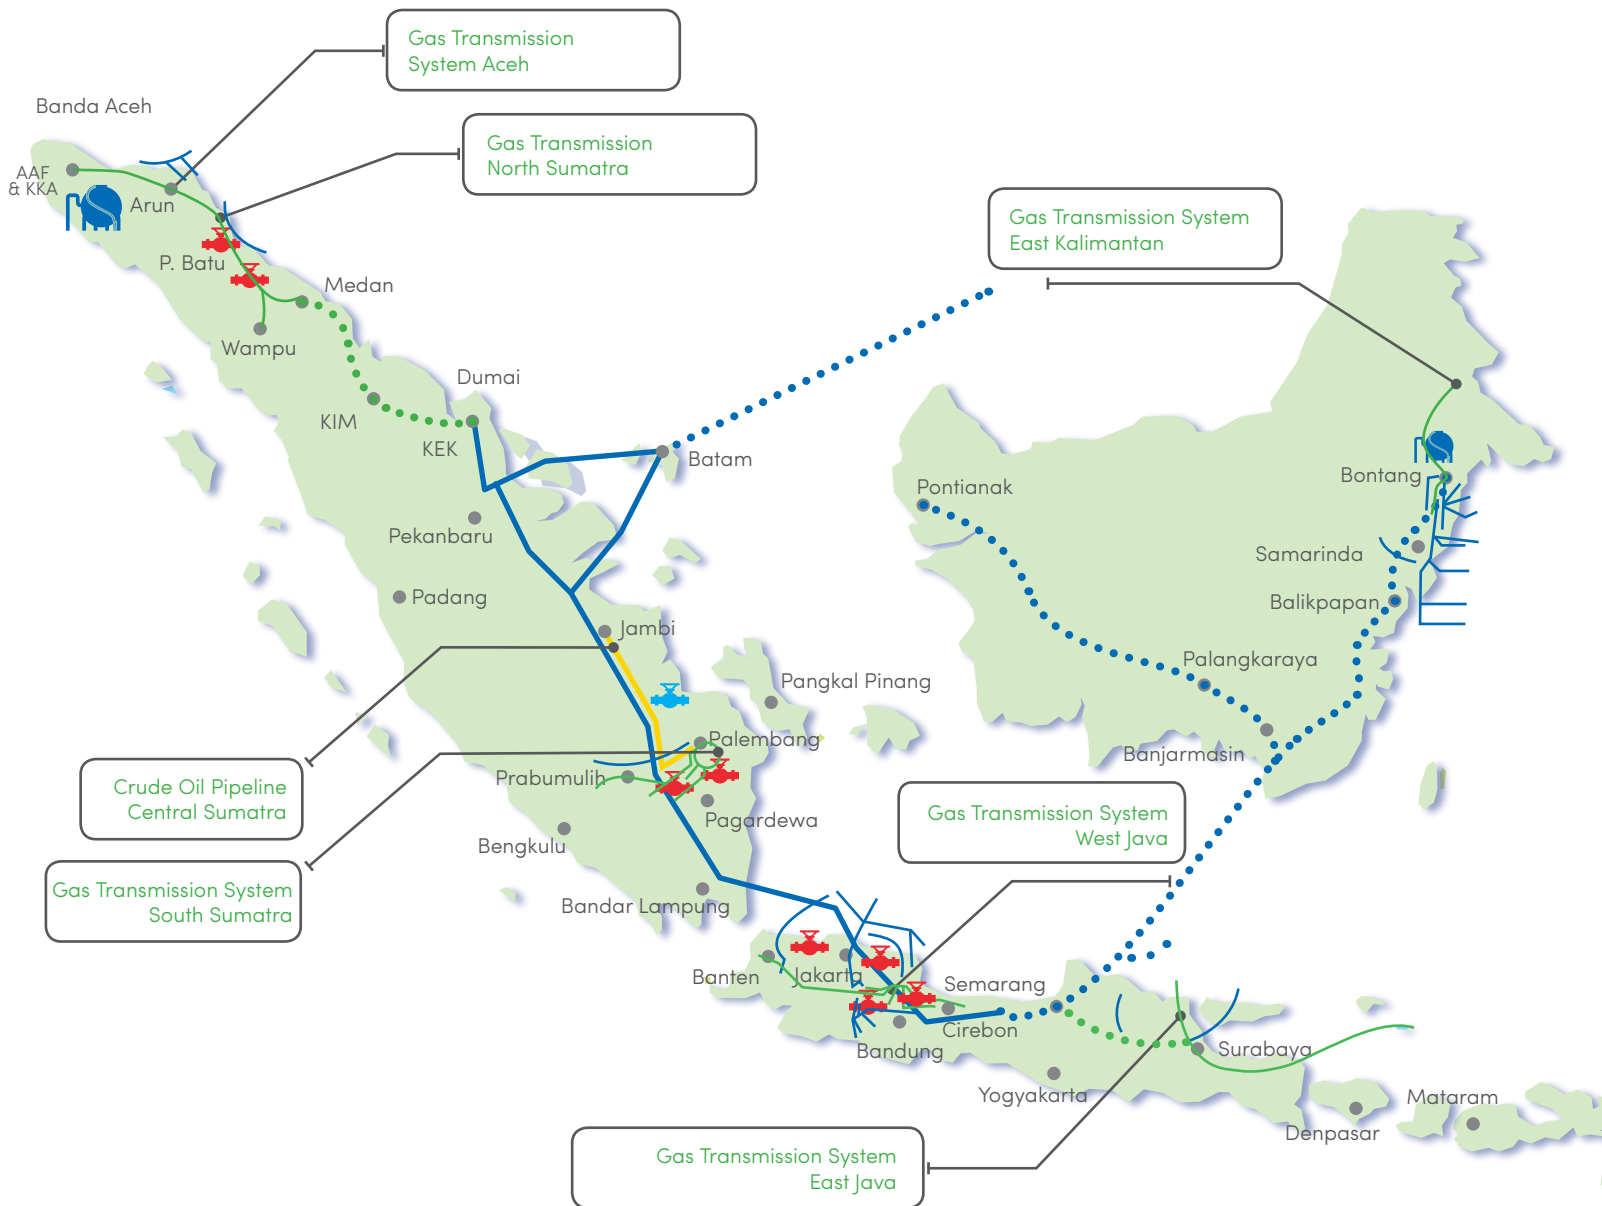 Gas Transmission
System Aceh
Banda Aceh
Gas Transmission
North Sumatra
AAF
& KKA
Arun
Gas Transmission System
East Kalimantan
P. Batu
Medan
Wampu
Dumai
KIM
KEK
Batam
Bontang
Pontianak
Pekanbaru
Samarinda
Padang
Balikpapan
Jambi
Palangkaraya
Pangkal Pinang
Palembang
Banjarmasin
Prabumulih
Crude Oil Pipeline
Central Sumatra
Pagardewa
Gas Transmission System
West Java
Bengkulu
Gas Transmission System
South Sumatra
Bandar Lampung
Banten
Jakarta
Semarang
Cirebon
Bandung
Surabaya
Yogyakarta
Mataram
Denpasar
Gas Transmission System
East Java